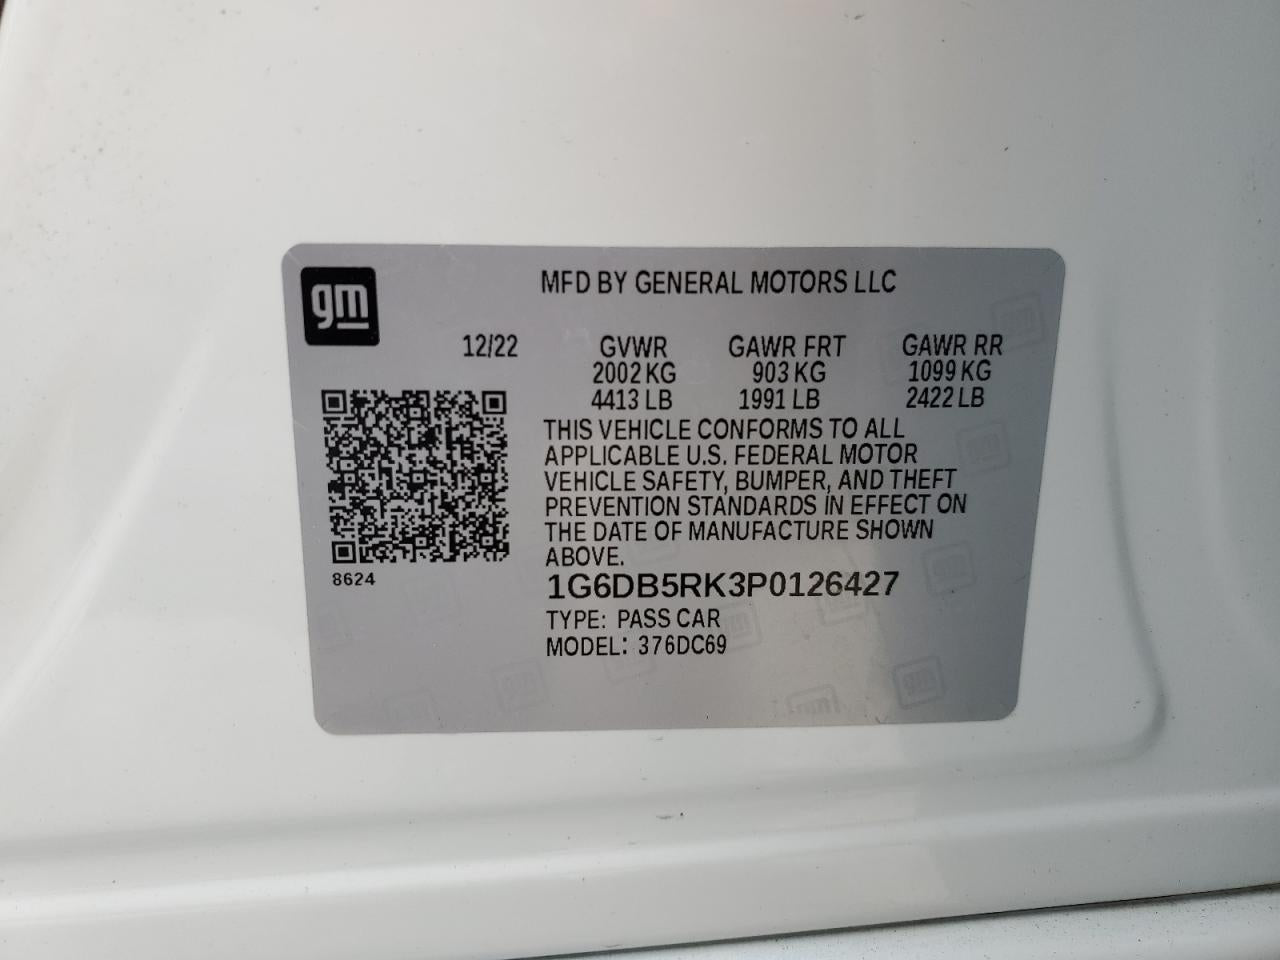 gm
MFD BY GENERAL MOTORS LLC
12/22 GVWR GAWR FRT GAWR RR
2002 KG 903 KG 1099 KG
4413 LB 1991 LB 2422 LB
THIS VEHICLE CONFORMS TO ALL
APPLICABLE U.S. FEDERAL MOTOR
VEHICLE SAFETY, BUMPER, AND THEFT
PREVENTION STANDARDS IN EFFECT ON
THE DATE OF MANUFACTURE SHOWN
ABOVE.
8624
1G6DB5RK3P0126427
TYPE: PASS CAR
MODEL: 376DC69